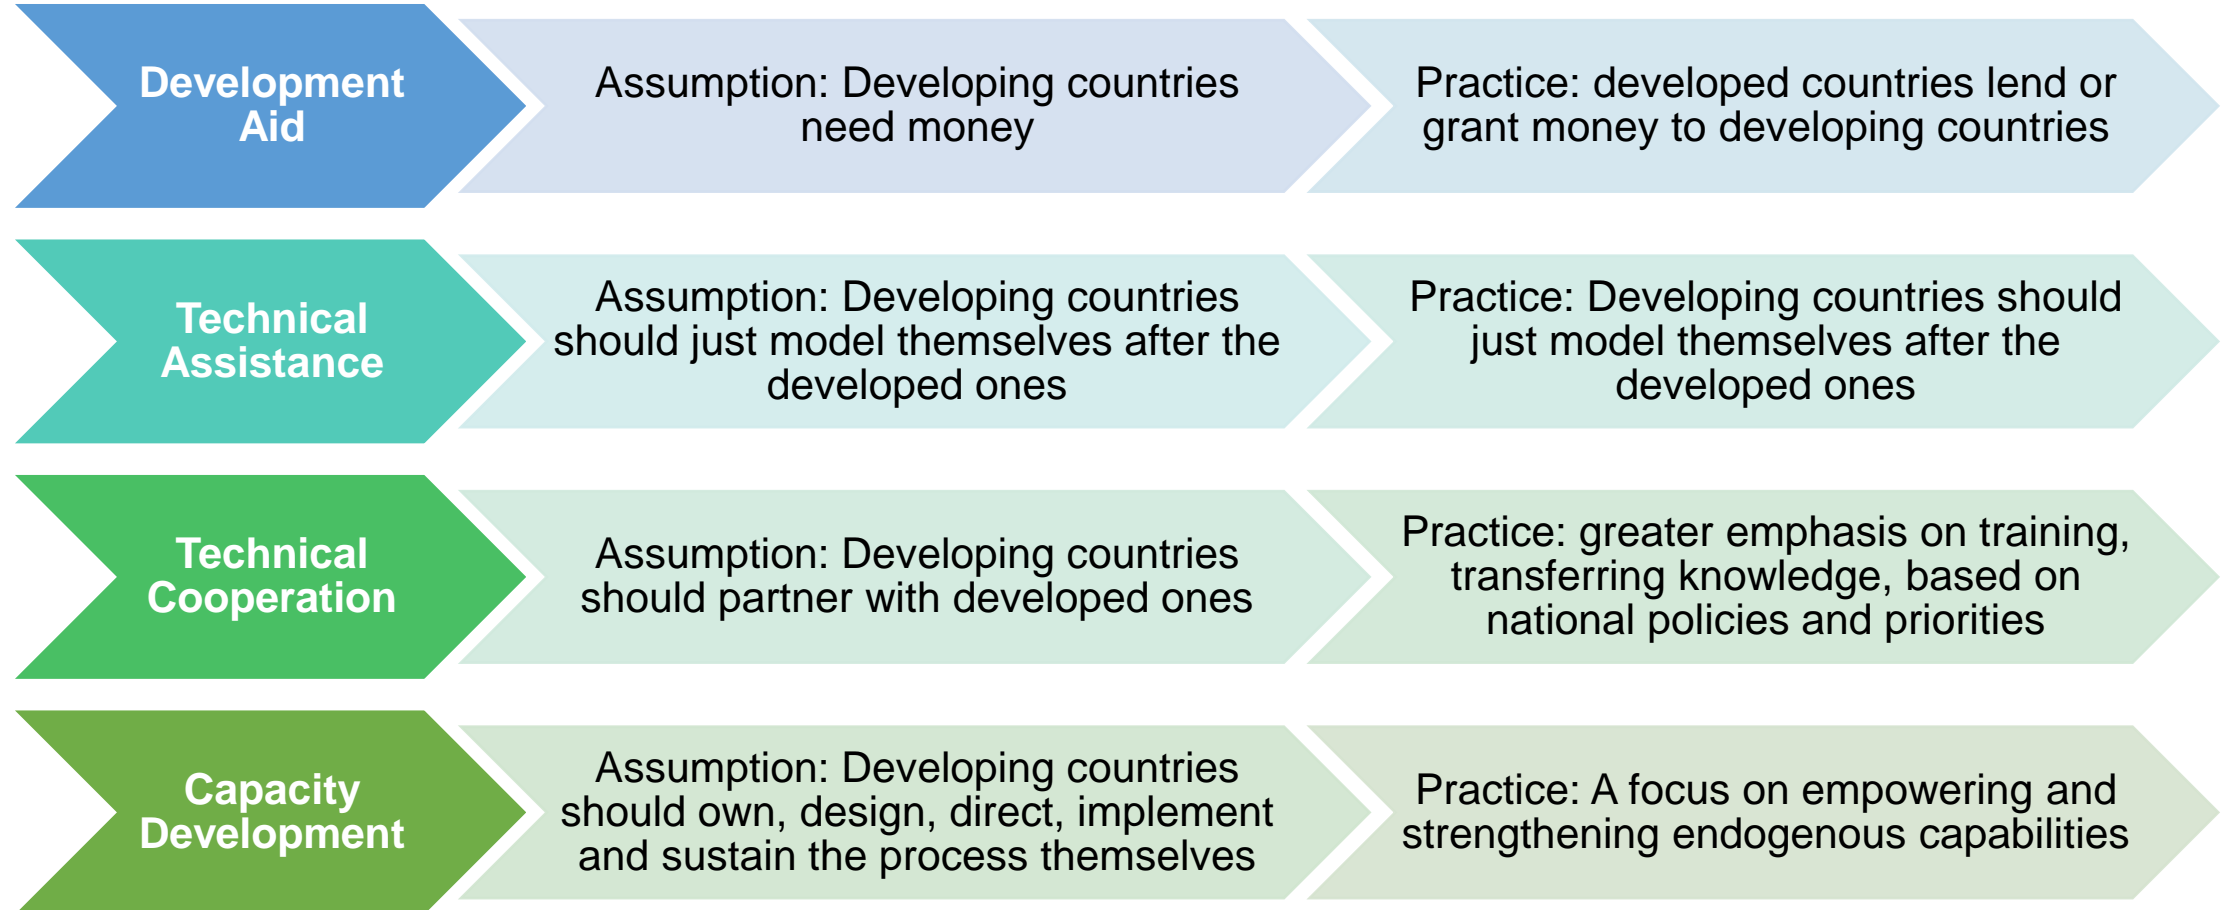 Development
Aid
Assumption: Developing countries
need money
Practice: developed countries lend or
grant money to developing countries
Technical
Assistance
Assumption: Developing countries
should just model themselves after the
developed ones
Practice: Developing countries should
just model themselves after the
developed ones
Technical
Cooperation
Assumption: Developing countries
should partner with developed ones
Practice: greater emphasis on training,
transferring knowledge, based on
national policies and priorities
Capacity
Development
Assumption: Developing countries
should own, design, direct, implement
and sustain the process themselves
Practice: A focus on empowering and
strengthening endogenous capabilities